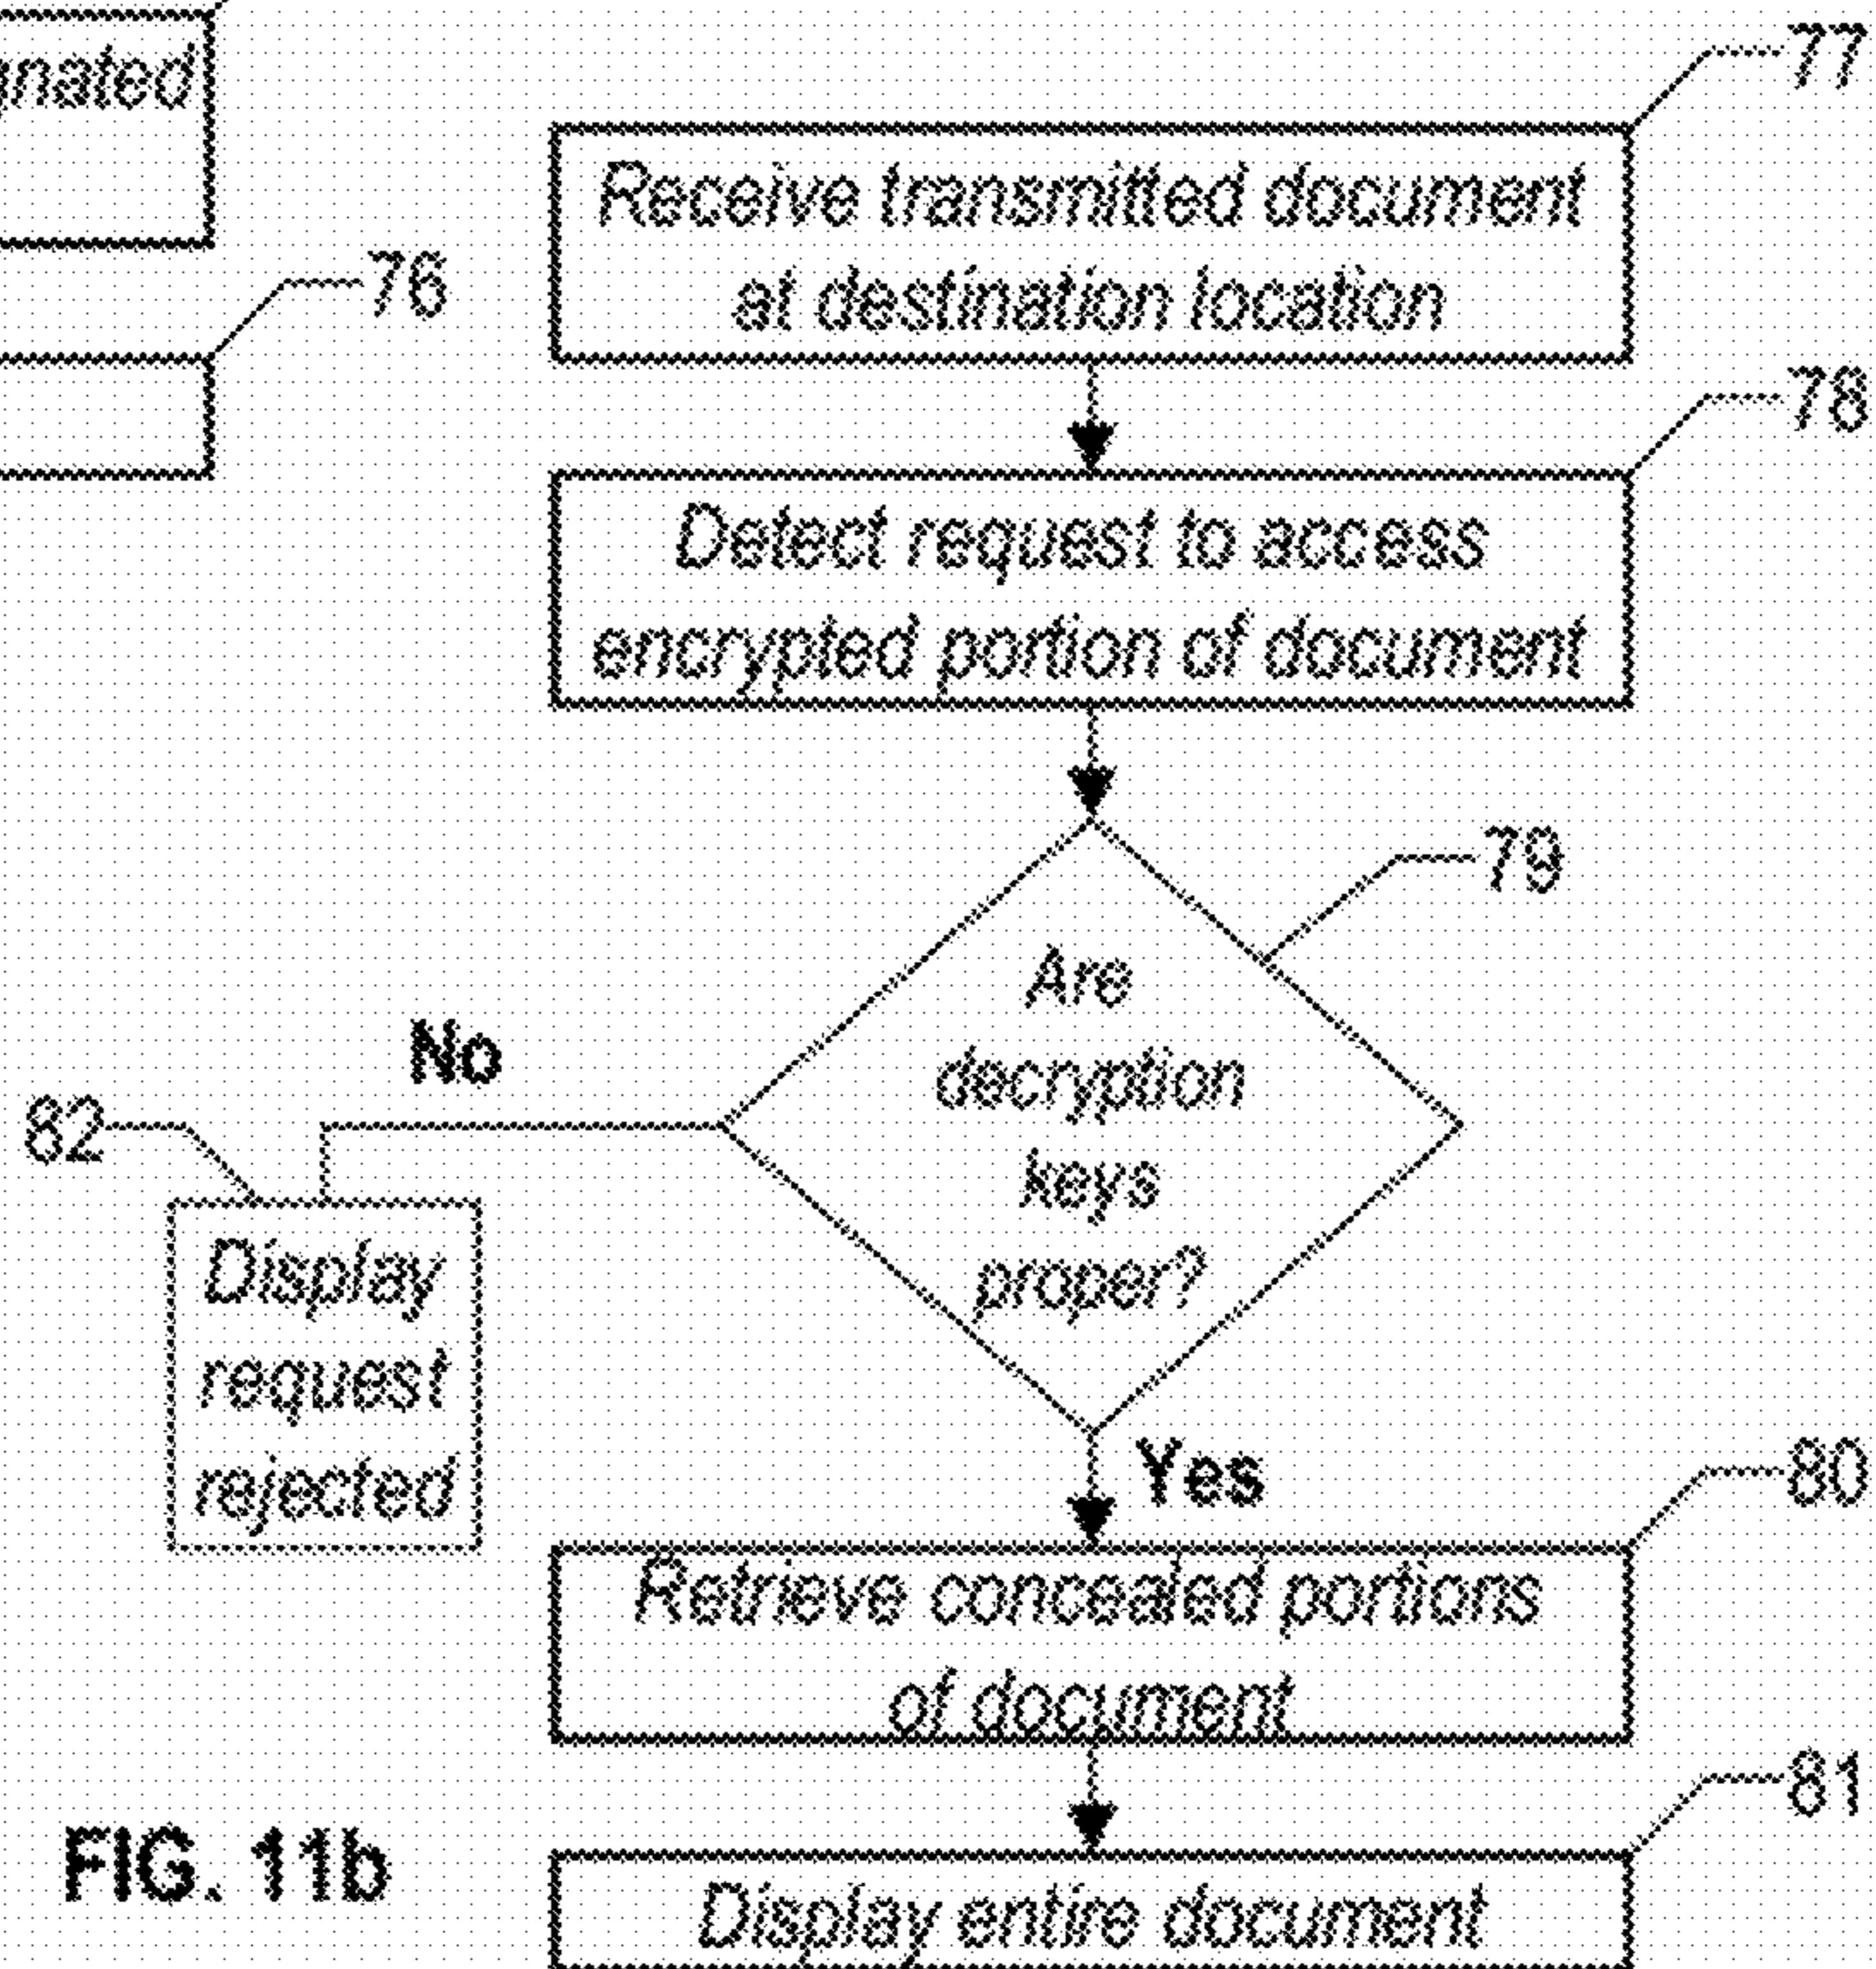 gnated
76
77
Receive transmitted document
at destination location
78
Detect request to access
encrypted portion of document
79
Are
decryption
keys
proper?
No
82
Display
request
rejected
Yes
80
Retrieve concealed portions
of document
81
Display entire document
FIG. 11b